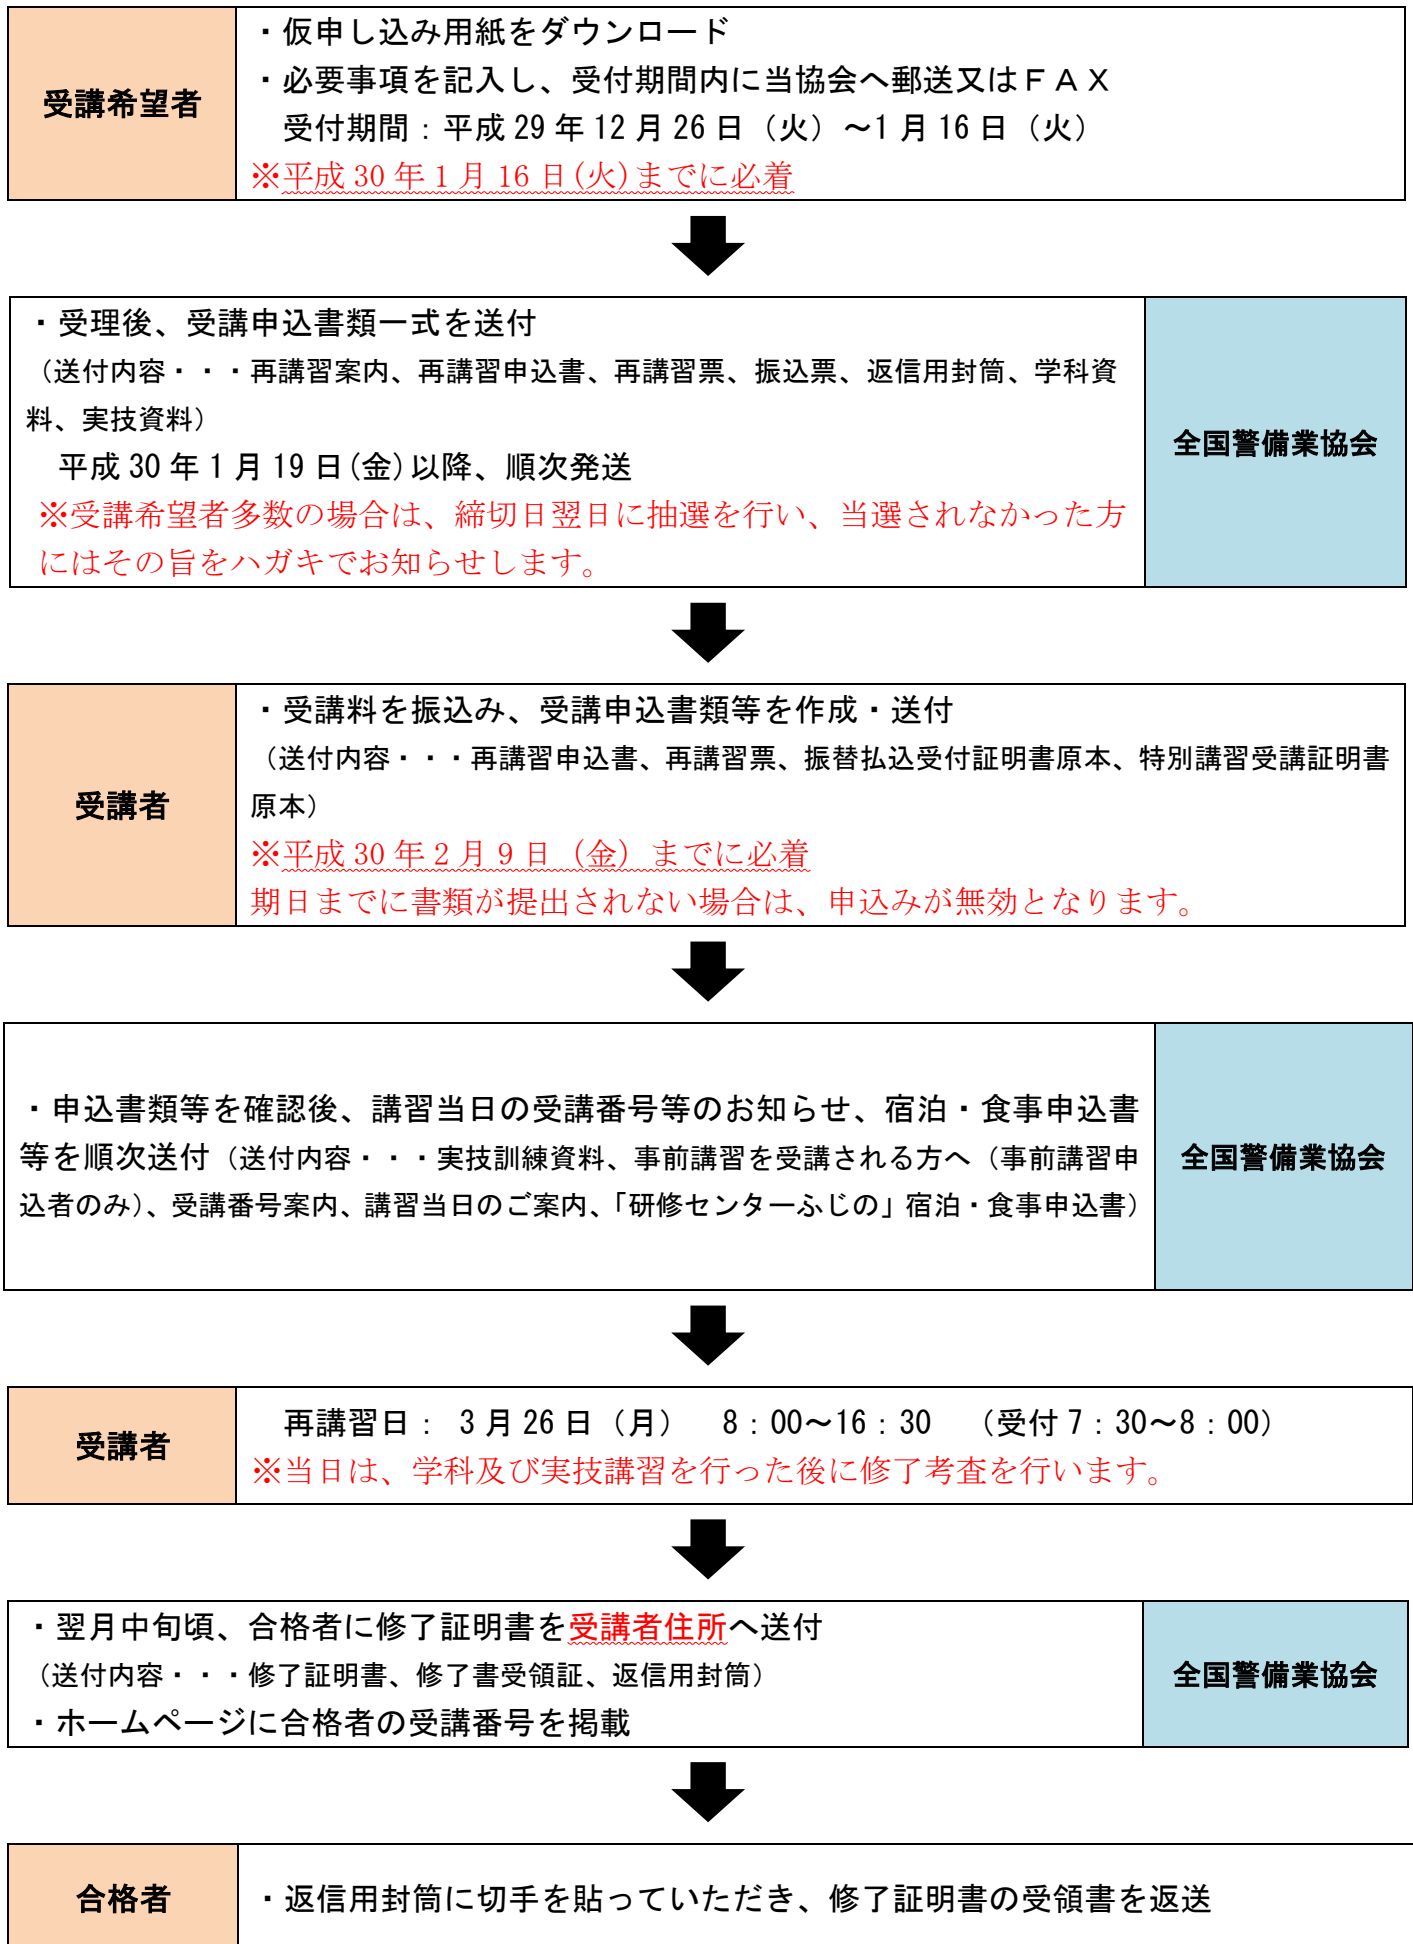 受講希望者
・仮申し込み用紙をダウンロード
・必要事項を記入し、受付期間内に当協会へ郵送又はＦＡＸ
受付期間：平成29年12月26日（火）～1月16日（火）
※平成30年1月16日(火)までに必着
・受理後、受講申込書類一式を送付
（送付内容・・・再講習案内、再講習申込書、再講習票、振込票、返信用封筒、学科資
料、実技資料）
平成30年1月19日(金)以降、順次発送
※受講希望者多数の場合は、締切日翌日に抽選を行い、当選されなかった方
にはその旨をハガキでお知らせします。
全国警備業協会
受講者
・受講料を振込み、受講申込書類等を作成・送付
（送付内容・・・再講習申込書、再講習票、振替払込受付証明書原本、特別講習受講証明書
原本）
※平成30年2月9日（金）までに必着
期日までに書類が提出されない場合は、申込みが無効となります。
・申込書類等を確認後、講習当日の受講番号等のお知らせ、宿泊・食事申込書
等を順次送付（送付内容・・・実技訓練資料、事前講習を受講される方へ（事前講習申
込者のみ）、受講番号案内、講習当日のご案内、「研修センターふじの」宿泊・食事申込書）
全国警備業協会
受講者
再講習日： 3月26日（月） 8：00～16：30 （受付7：30～8：00）
※当日は、学科及び実技講習を行った後に修了考査を行います。
・翌月中旬頃、合格者に修了証明書を受講者住所へ送付
（送付内容・・・修了証明書、修了書受領証、返信用封筒）
・ホームページに合格者の受講番号を掲載
全国警備業協会
合格者
・返信用封筒に切手を貼っていただき、修了証明書の受領書を返送